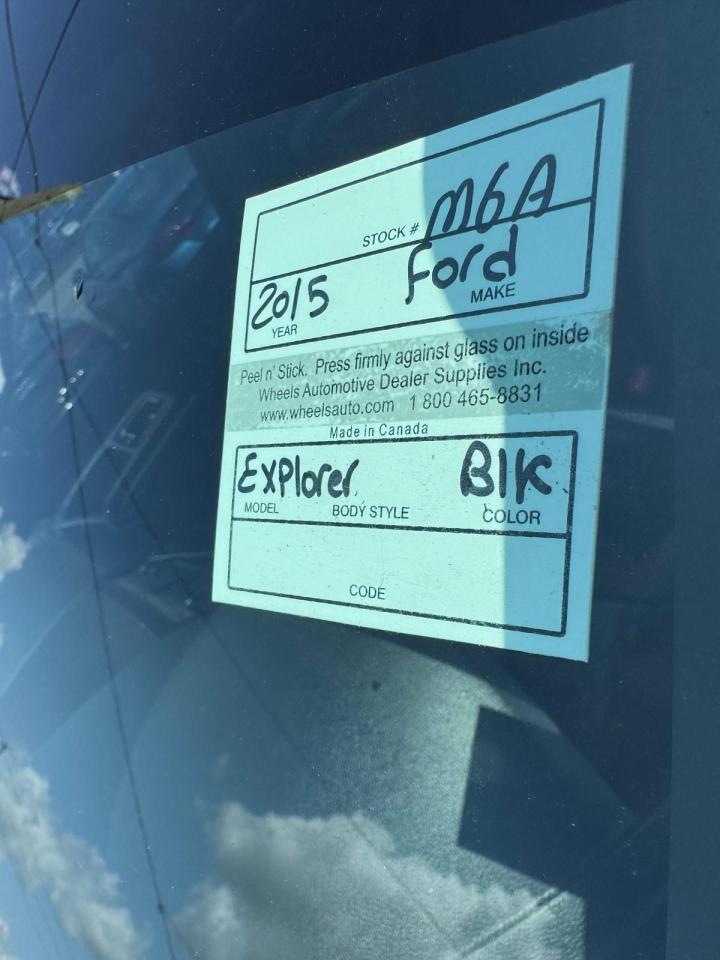 STOCK # M6A
2015 Ford
YEAR MAKE
Peel n' Stick. Press firmly against glass on inside
Wheels Automotive Dealer Supplies Inc.
www.wheelsauto.com 1 800 465-8831
Made in Canada
Explorer Blk
MODEL BODY STYLE COLOR
CODE